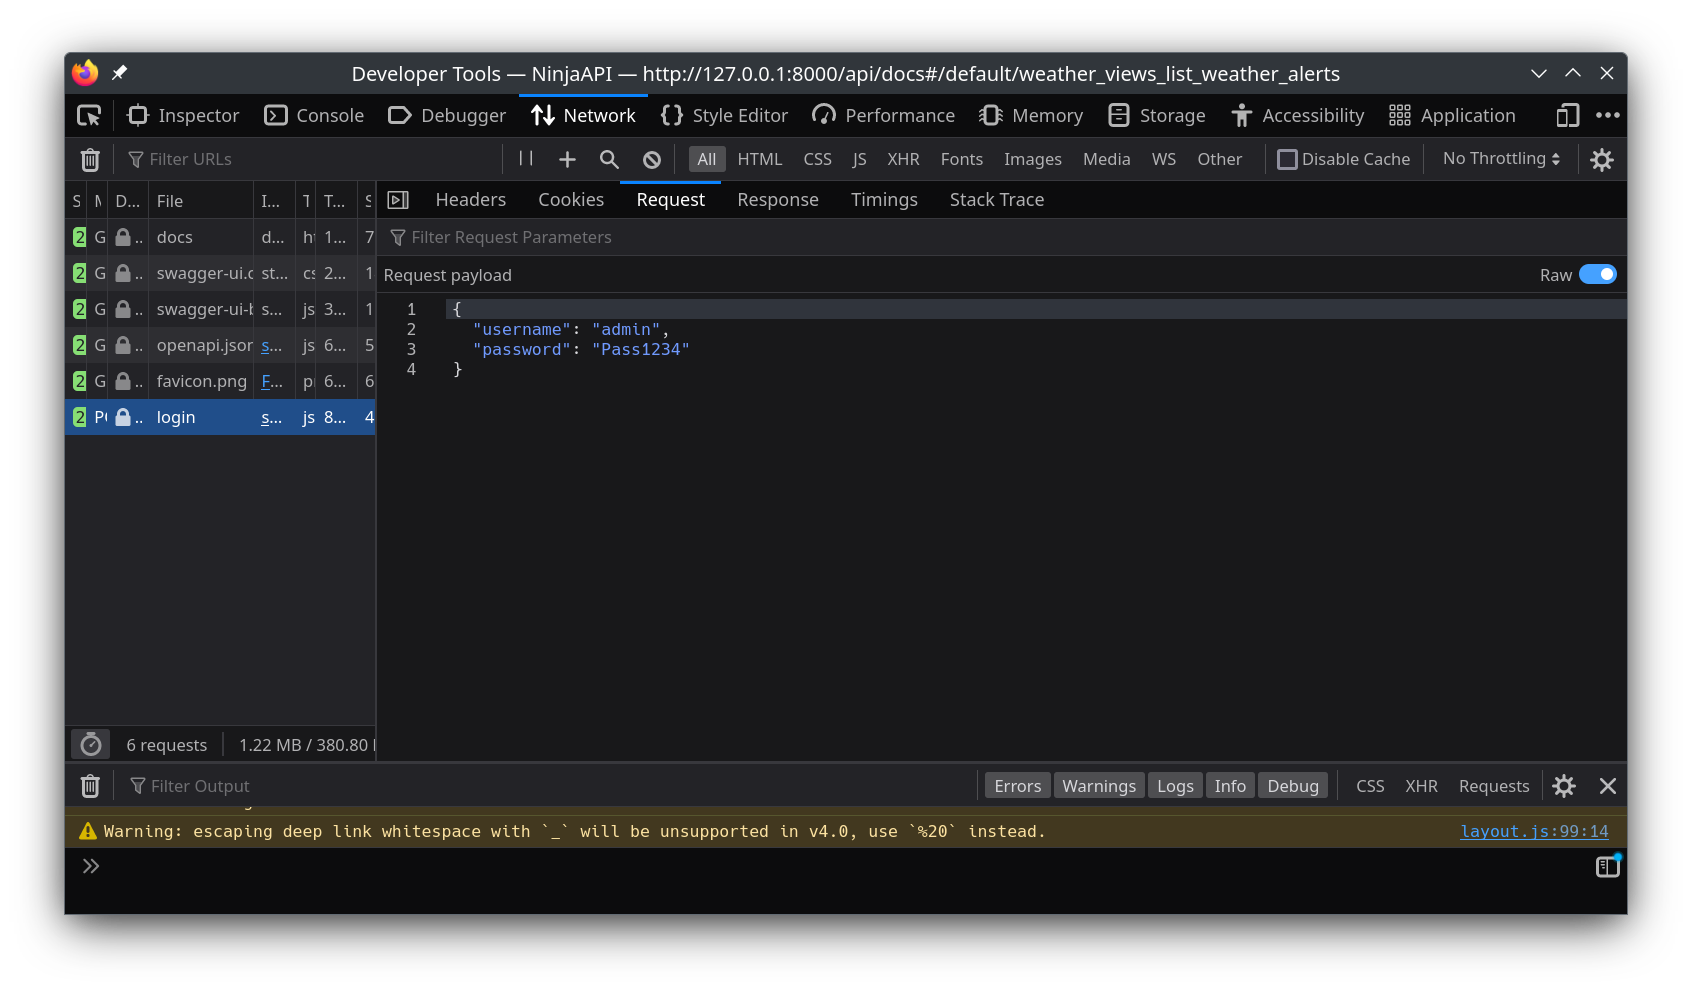 Developer Tools — NinjaAPI — http://127.0.0.1:8000/api/docs#/default/weather_views_list_weather_alerts
Inspector Console Debugger Network Style Editor Performance Memory Storage Accessibility Application
Filter URLs All HTML CSS JS XHR Fonts Images Media WS Other Disable Cache No Throttling
S M D... File I... T T... S
Headers Cookies Request Response Timings Stack Trace
2 G .. docs d... ht 1... 7
Filter Request Parameters
2 G .. swagger-ui.c st... cs 2... 1
Request payload Raw
2 G .. swagger-ui-b s... js 3... 1
2 G .. openapi.json s... js 6... 5
2 G .. favicon.png F... pr 6... 6
2 PO .. login s... js 8... 4
1 {
2 "username": "admin",
3 "password": "Pass1234"
4 }
6 requests 1.22 MB / 380.80
Filter Output Errors Warnings Logs Info Debug CSS XHR Requests
Warning: escaping deep link whitespace with `_` will be unsupported in v4.0, use `%20` instead. layout.js:99:14